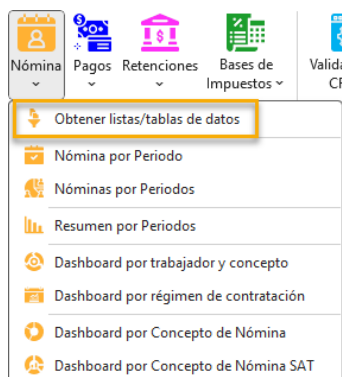 Nómina Pagos Retenciones Bases de Impuestos
Obtener listas/tablas de datos
Nómina por Periodo
Nóminas por Periodos
Resumen por Periodos
Dashboard por trabajador y concepto
Dashboard por régimen de contratación
Dashboard por Concepto de Nómina
Dashboard por Concepto de Nómina SAT